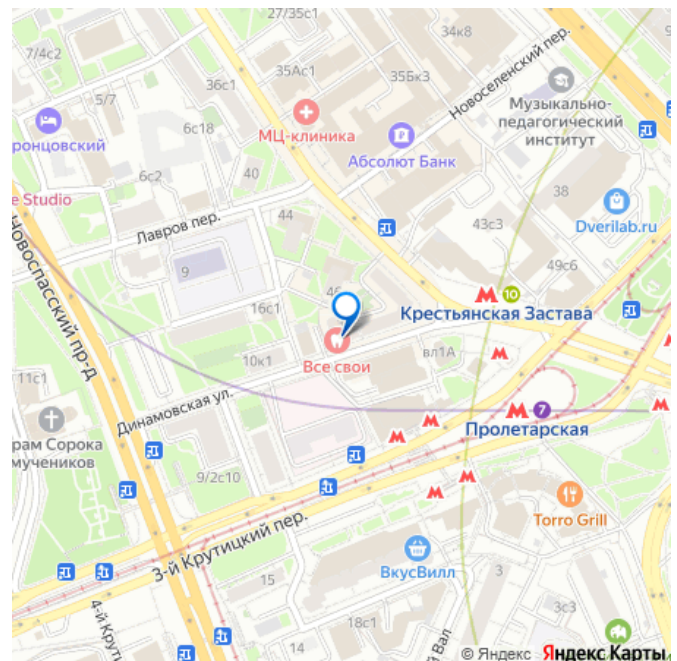 27/35с1
34к8
7/4с2
36с1
35Ас1
35Бк3
Новоселенский пер.
5/7
Музыкально-
педагогический
институт
6с18
МЦ-клиника
Абсолют Банк
ронцовский
6с2
40
38
e Studio
44
43с3
Dverilab.ru
Лавров пер.
Новоспасский пр-д
9
49с6
46
10
16с1
Крестьянская Застава
Все свои
вл1А
10к1
11с1
Динамовская ул.
7
Пролетарская
рам Сорока
мучеников
9/2с10
Torro Grill
3-й Крутицкий пер.
ВкусВилл
15
3
4-й Крути
18с1
3с3
14
й Вал
© Яндекс Яндекс Карты